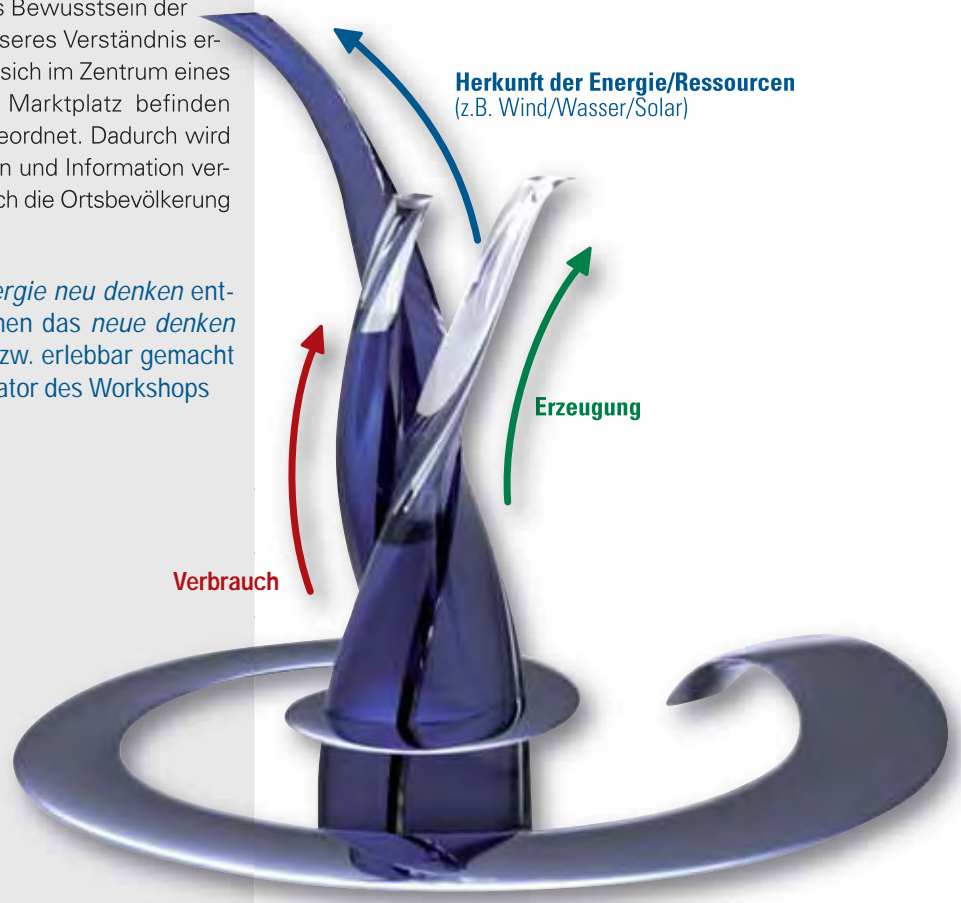 s Bewusstsein der
seres Verständnis er-
sich im Zentrum eines
Marktplatz befinden
eordnet. Dadurch wird
n und Information ver-
ch die Ortsbevölkerung
ergie neu denken ent-
nen das neue denken
zw. erlebbar gemacht
ator des Workshops
Herkunft der Energie/Ressourcen
(z.B. Wind/Wasser/Solar)
Erzeugung
Verbrauch